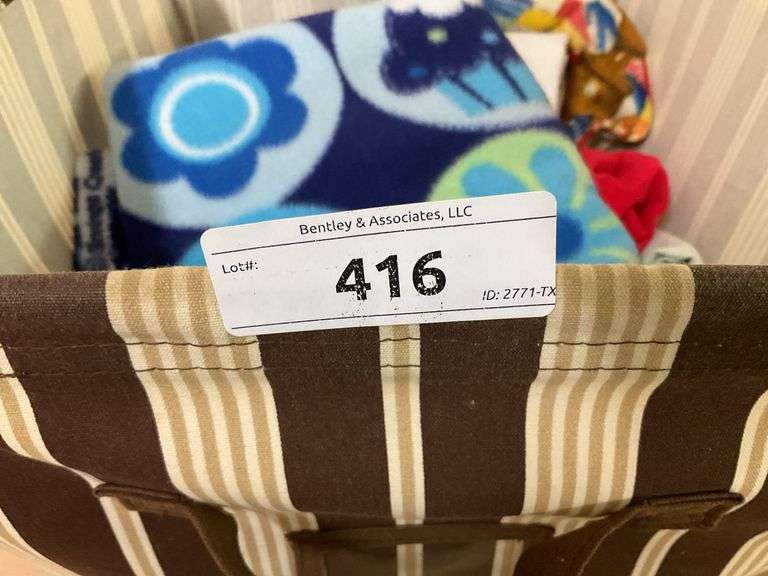 Bentley & Associates, LLC
Lot#:
416
ID: 2771-TX